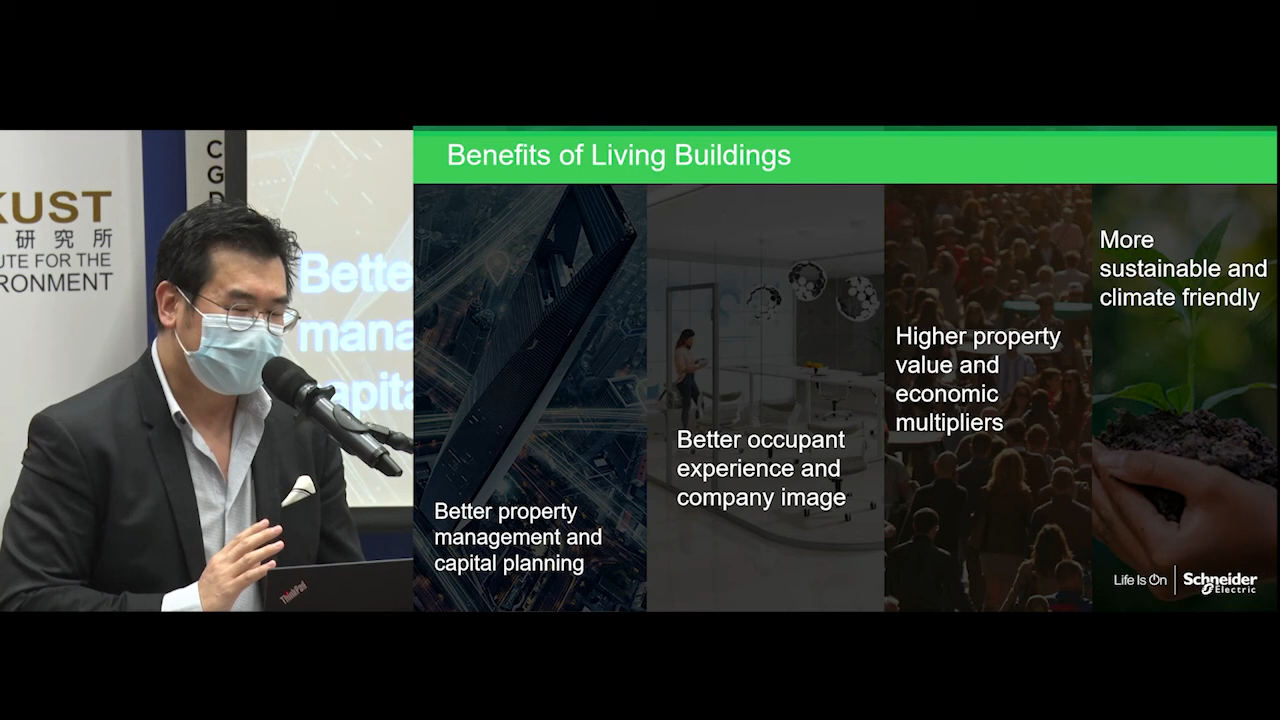 KUST
研究所
UTE FOR THE
RONMENT
C
G
D
Bette
mana
capita
ThinkPad
Benefits of Living Buildings
Better property
management and
capital planning
Better occupant
experience and
company image
Higher property
value and
economic
multipliers
More
sustainable and
climate friendly
Life Is On
Schneider
Electric